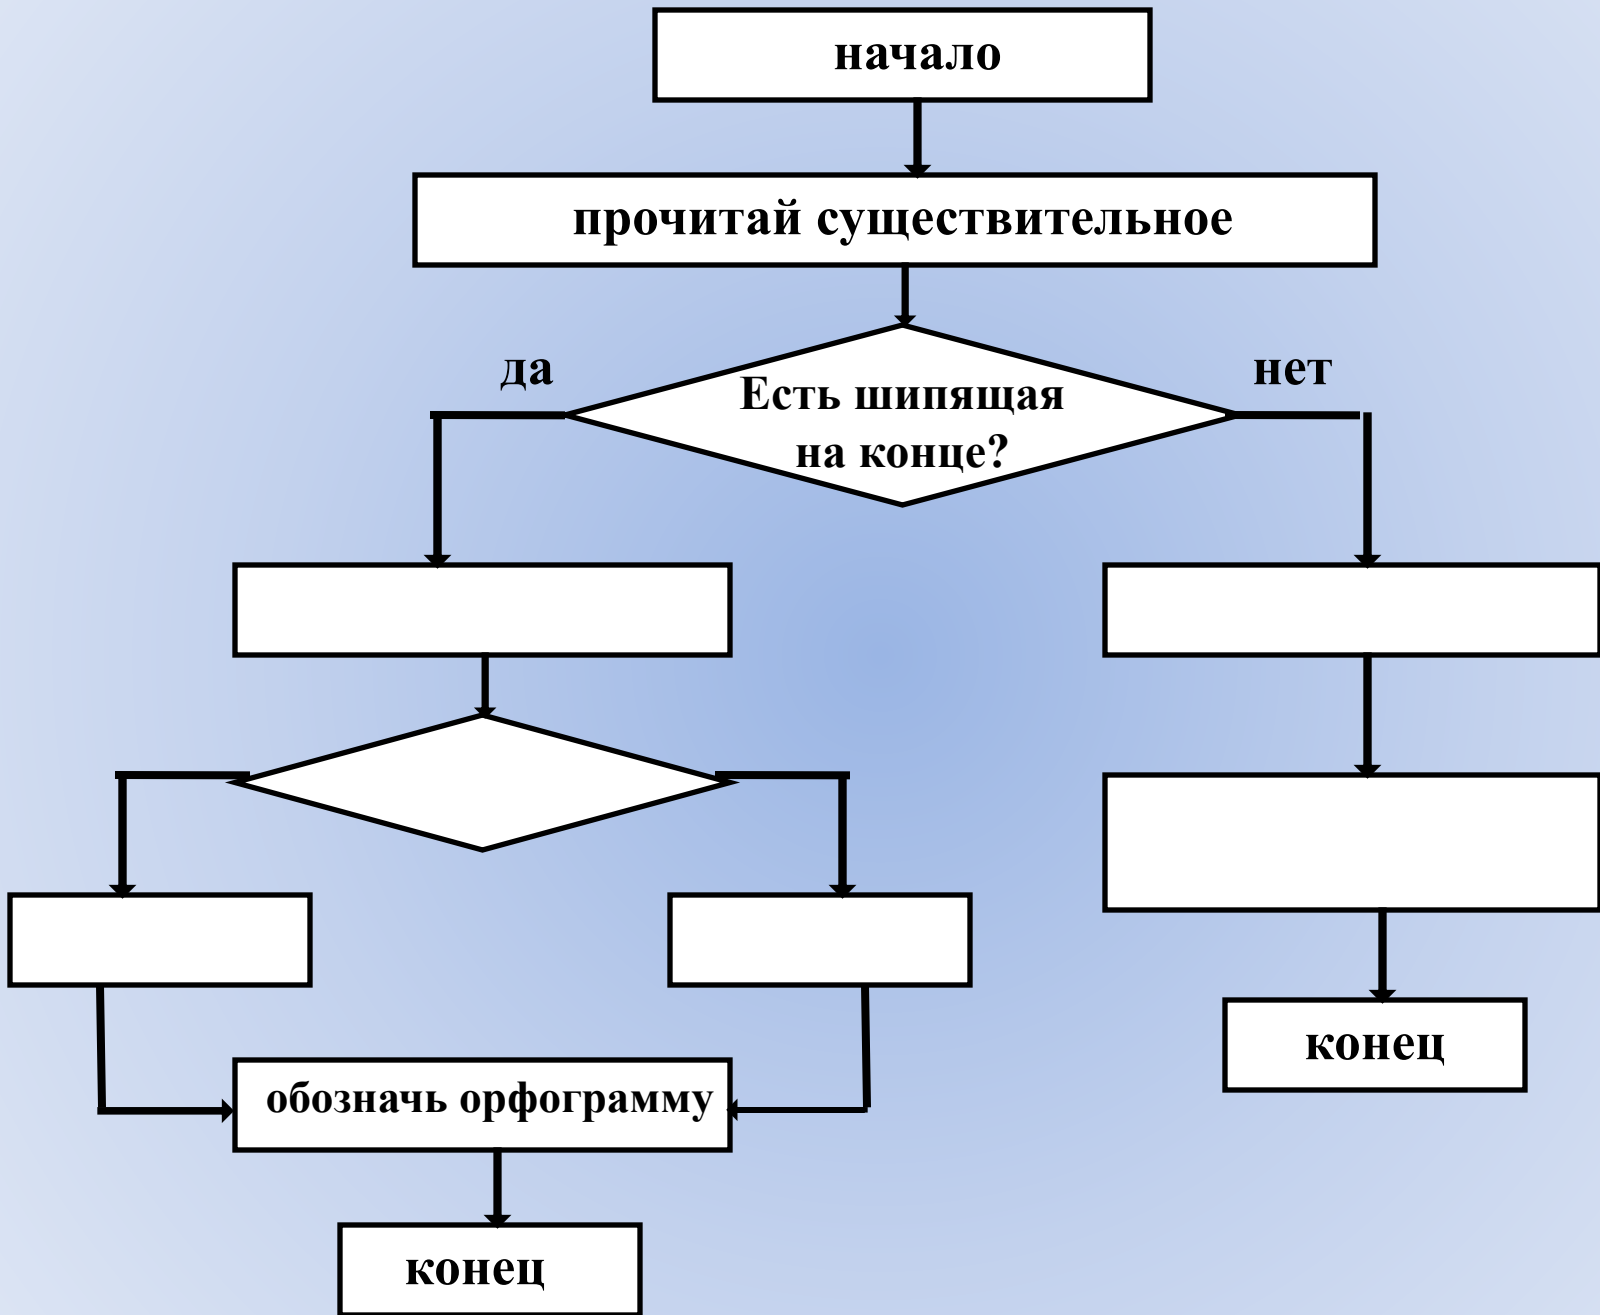 начало
прочитай существительное
да
нет
Есть шипящая
на конце?
обозначь орфограмму
конец
конец